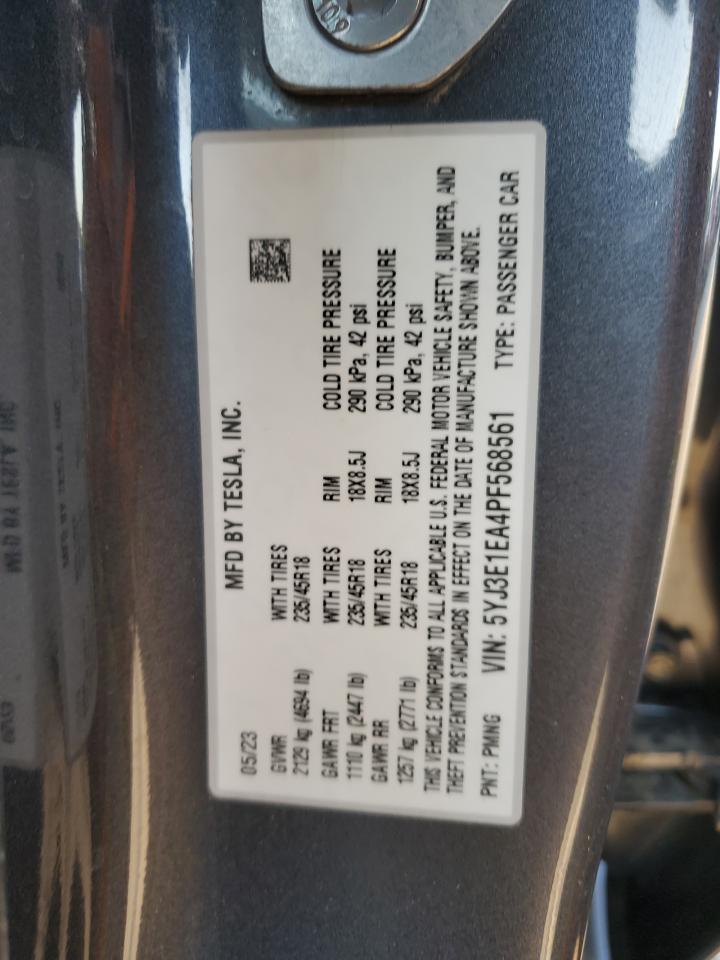 MFD BY TESLA, INC.
05/23
GVWR WITH TIRES
2129 kg (4694 lb) 235/45R18
GAWR FRT WITH TIRES RIM COLD TIRE PRESSURE
1110 kg (2447 lb) 235/45R18 18X8.5J 290 kPa, 42 psi
GAWR RR WITH TIRES RIM COLD TIRE PRESSURE
1257 kg (2771 lb) 235/45R18 18X8.5J 290 kPa, 42 psi
THIS VEHICLE CONFORMS TO ALL APPLICABLE U.S. FEDERAL MOTOR VEHICLE SAFETY, BUMPER, AND
THEFT PREVENTION STANDARDS IN EFFECT ON THE DATE OF MANUFACTURE SHOWN ABOVE.
PNT: PMNG VIN: 5YJ3E1EA4PF568561 TYPE: PASSENGER CAR